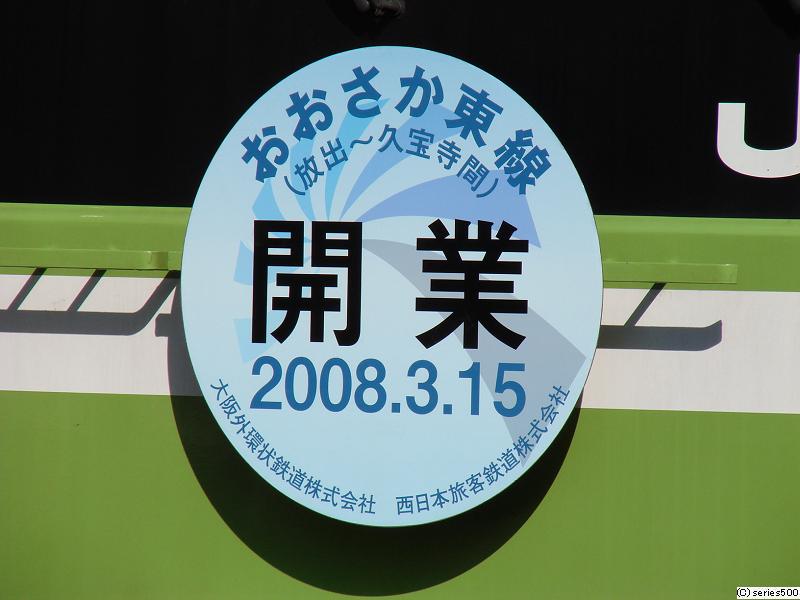 おおさか東線
(放出～久宝寺間)
開業
2008.3.15
大阪外環状鉄道株式会社 西日本旅客鉄道株式会社
J
(C) series500